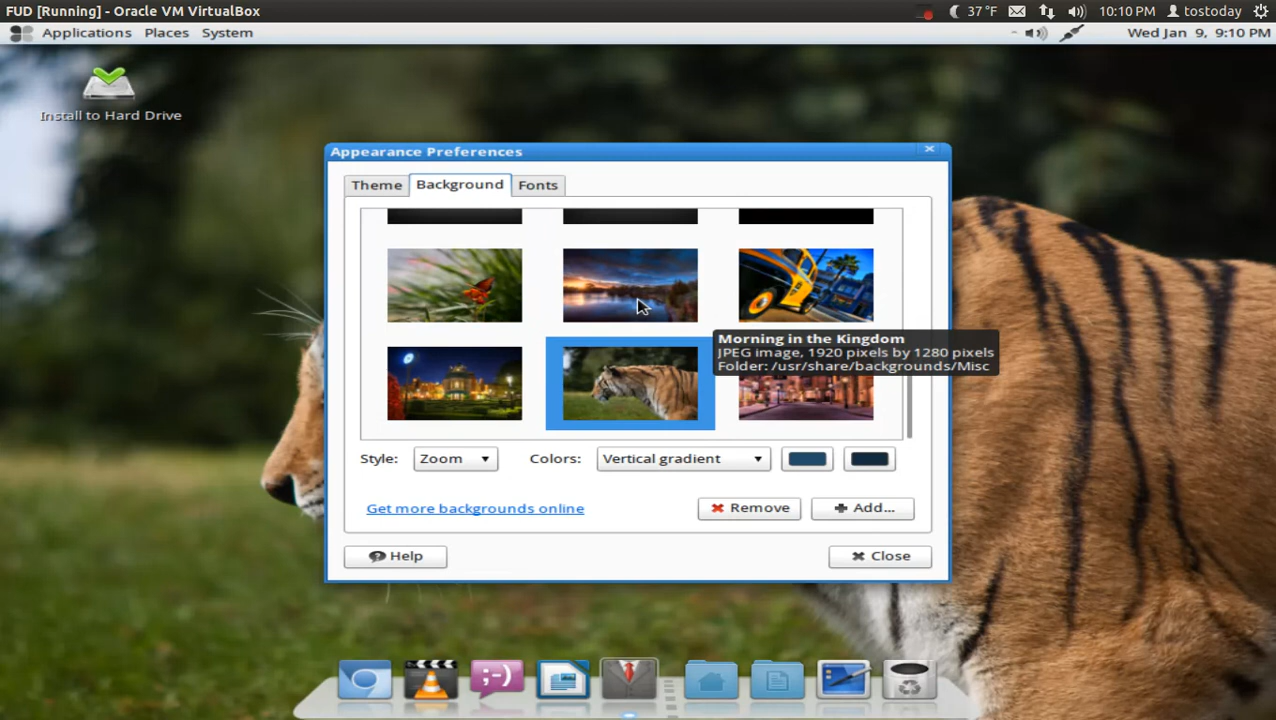 FUD [Running] - Oracle VM VirtualBox
37 °F
10:10 PM
tostoday
Applications Places System
Wed Jan 9, 9:10 PM
Install to Hard Drive
Appearance Preferences
Theme Background Fonts
Morning in the Kingdom
JPEG image, 1920 pixels by 1280 pixels
Folder: /usr/share/backgrounds/Misc
Style: Zoom Colors: Vertical gradient
Get more backgrounds online
Remove
Add...
Help
Close
;-)